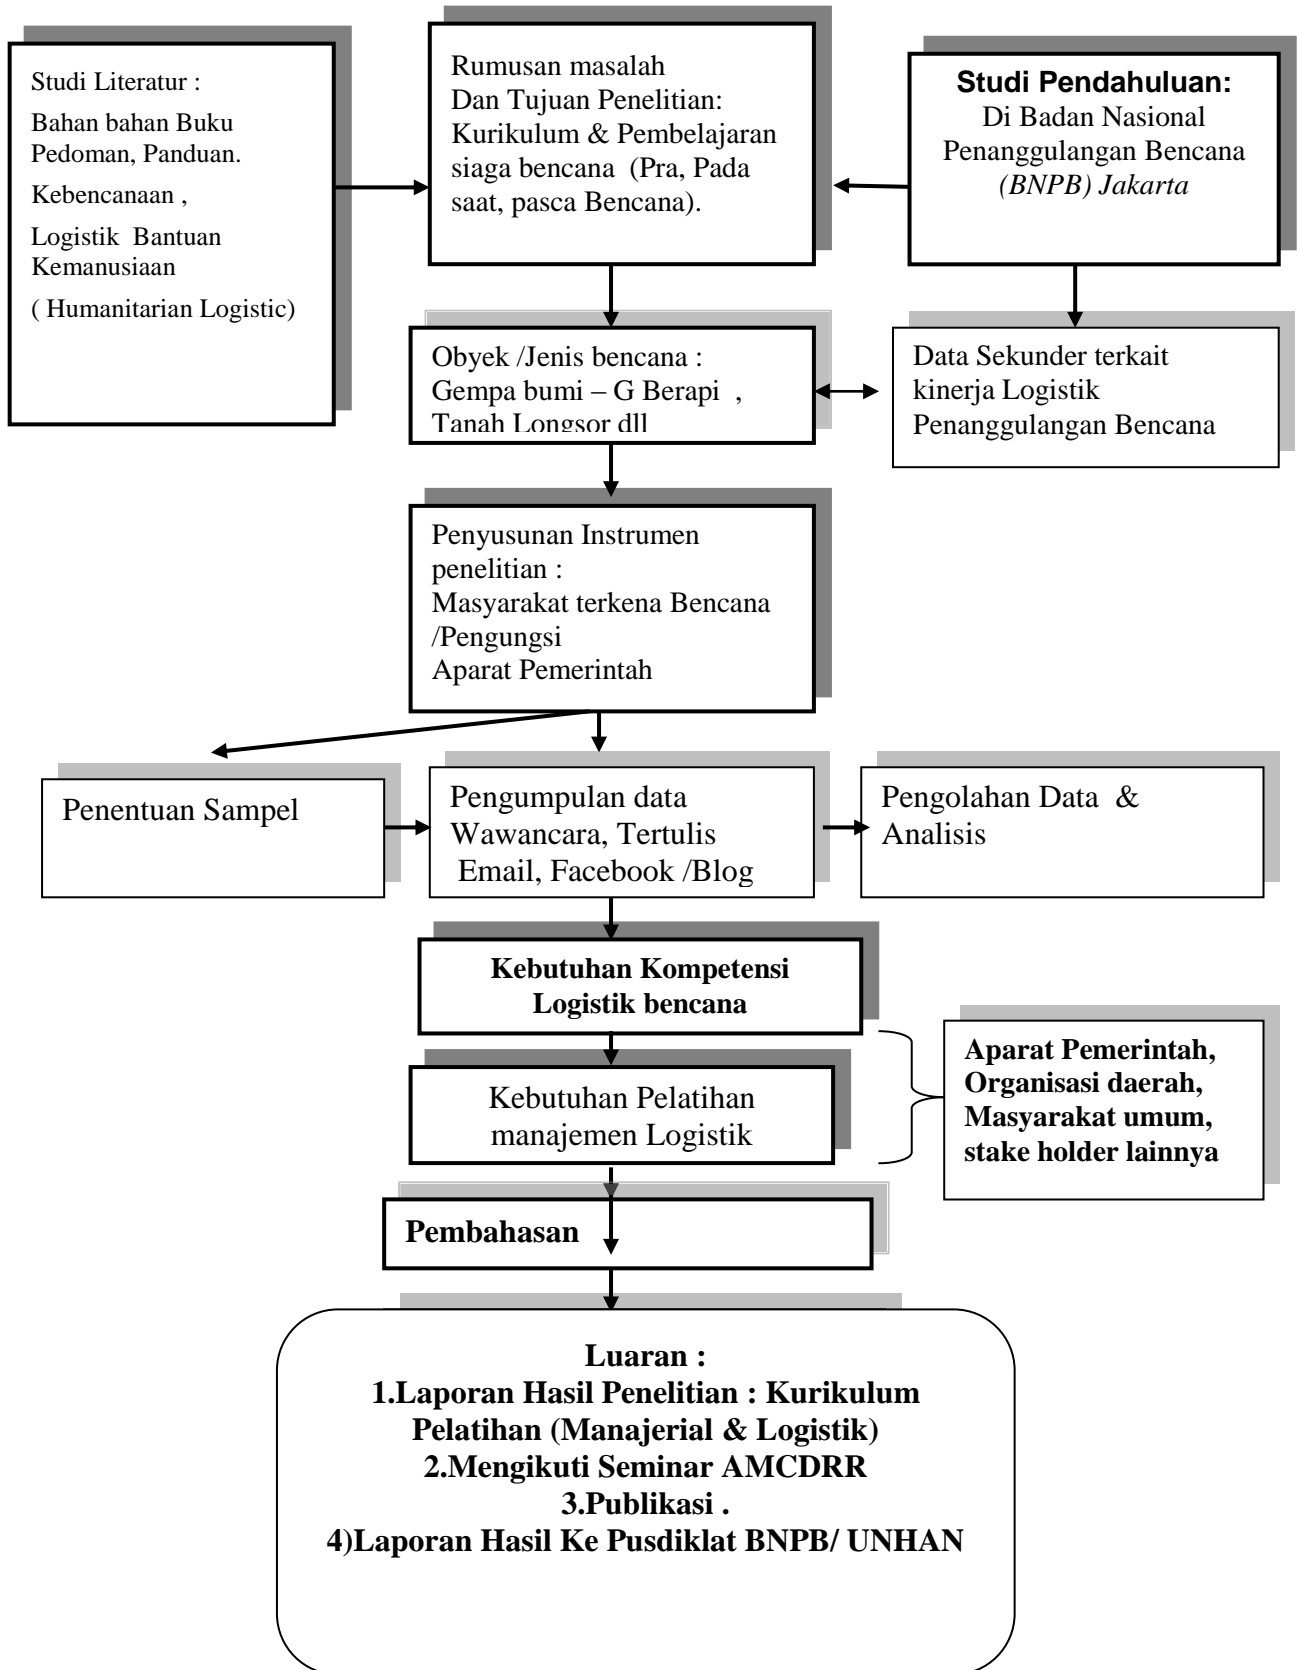 Studi Literatur :
Bahan bahan Buku
Pedoman, Panduan.
Kebencanaan ,
Logistik  Bantuan
Kemanusiaan
( Humanitarian Logistic)
Rumusan masalah
Dan Tujuan Penelitian:
Kurikulum & Pembelajaran
siaga bencana  (Pra, Pada
saat, pasca Bencana).
Studi Pendahuluan:
Di Badan Nasional
Penanggulangan Bencana
(BNPB) Jakarta
Obyek /Jenis bencana :
Gempa bumi – G Berapi  ,
Tanah Longsor dll
Data Sekunder terkait
kinerja Logistik
Penanggulangan Bencana
Penyusunan Instrumen
penelitian :
Masyarakat terkena Bencana
/Pengungsi
Aparat Pemerintah
Penentuan Sampel
Pengumpulan data
Wawancara, Tertulis
Email, Facebook /Blog
Pengolahan Data  &
Analisis
Kebutuhan Kompetensi
Logistik bencana
Kebutuhan Pelatihan
manajemen Logistik
Aparat Pemerintah,
Organisasi daerah,
Masyarakat umum,
stake holder lainnya
Pembahasan
Luaran :
1.Laporan Hasil Penelitian : Kurikulum
Pelatihan (Manajerial & Logistik)
2.Mengikuti Seminar AMCDRR
3.Publikasi .
4)Laporan Hasil Ke Pusdiklat BNPB/ UNHAN